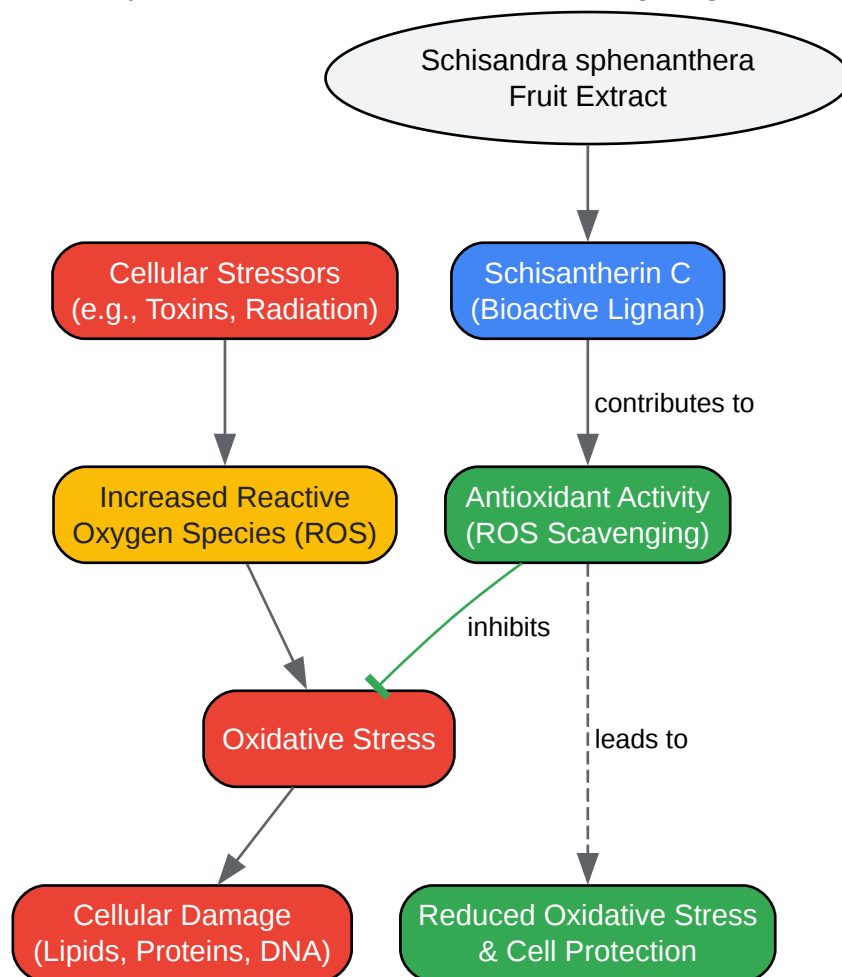 Schisandra sphenanthera
Fruit Extract
Cellular Stressors
(e.g., Toxins, Radiation)
Schisantherin C
(Bioactive Lignan)
contributes to
Increased Reactive
Oxygen Species (ROS)
Antioxidant Activity
(ROS Scavenging)
inhibits
Oxidative Stress
leads to
Cellular Damage
(Lipids, Proteins, DNA)
Reduced Oxidative Stress
& Cell Protection